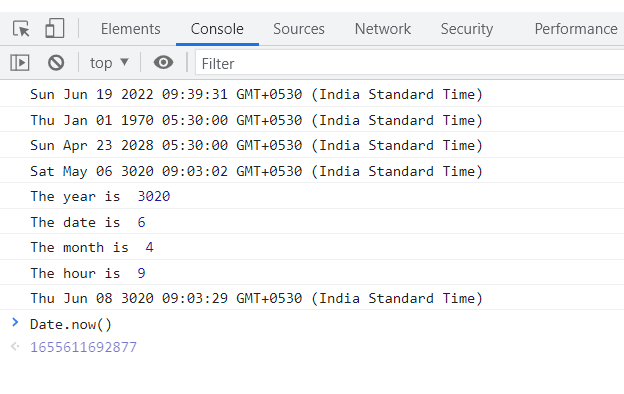 Elements Console Sources Network Security Performance
top ▼ Filter
Sun Jun 19 2022 09:39:31 GMT+0530 (India Standard Time)
Thu Jan 01 1970 05:30:00 GMT+0530 (India Standard Time)
Sun Apr 23 2028 05:30:00 GMT+0530 (India Standard Time)
Sat May 06 3020 09:03:02 GMT+0530 (India Standard Time)
The year is  3020
The date is  6
The month is  4
The hour is  9
Thu Jun 08 3020 09:03:29 GMT+0530 (India Standard Time)
> Date.now()
1655611692877